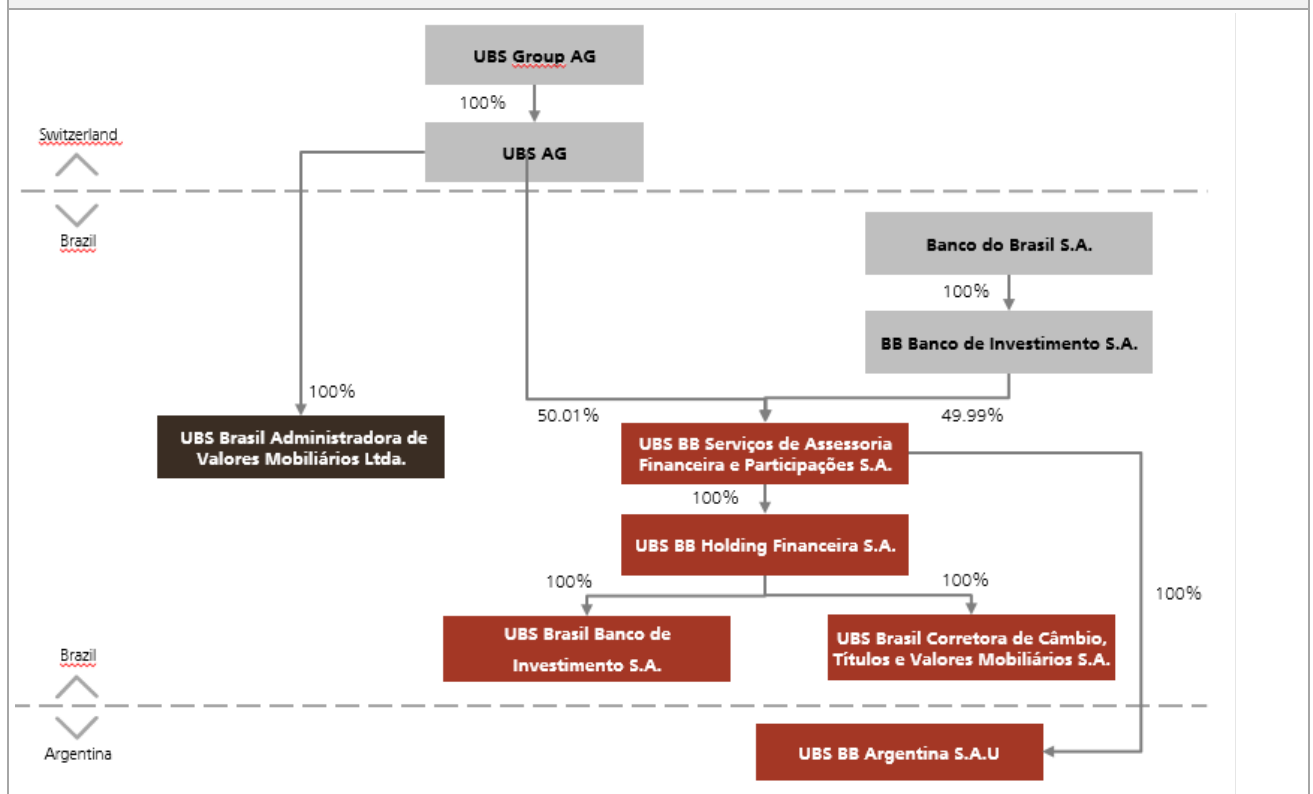 UBS Group AG
100%
UBS AG
Switzerland
Brazil
Banco do Brasil S.A.
100%
BB Banco de Investimento S.A.
100%
50.01%
49.99%
UBS Brasil Administradora de
Valores Mobiliários Ltda.
UBS BB Serviços de Assessoria
Financeira e Participações S.A.
100%
UBS BB Holding Financeira S.A.
100%
100%
100%
UBS Brasil Banco de
Investimento S.A.
UBS Brasil Corretora de Câmbio,
Títulos e Valores Mobiliários S.A.
Brazil
Argentina
UBS BB Argentina S.A.U